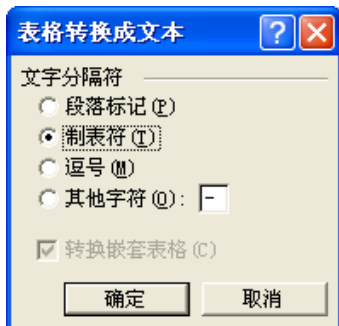 表格转换成文本
文字分隔符
段落标记(P)
制表符(T)
逗号(M)
其他字符(O): -
转换嵌套表格(C)
确定 取消